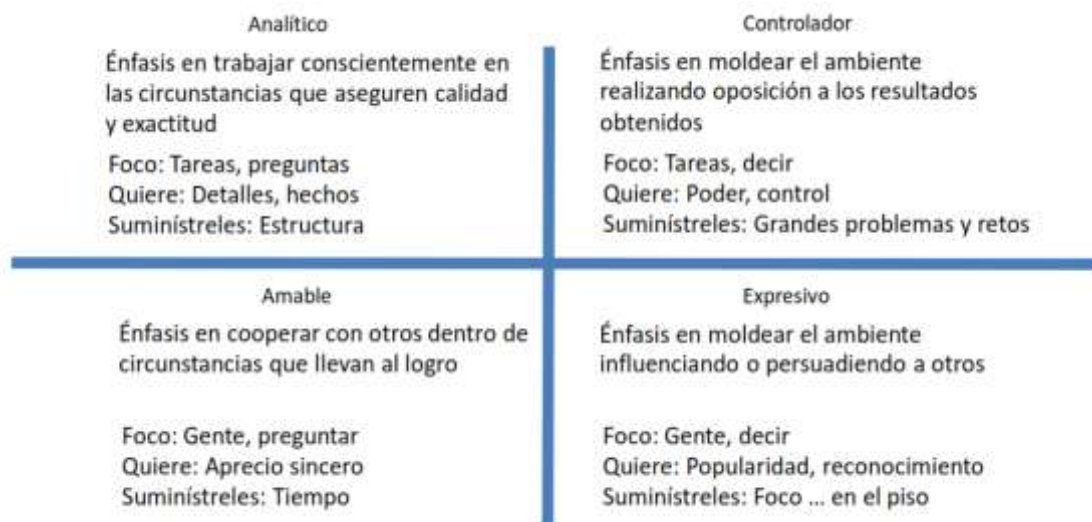 Analítico
Énfasis en trabajar conscientemente en
las circunstancias que aseguren calidad
y exactitud
Foco: Tareas, preguntas
Quiere: Detalles, hechos
Suminístreles: Estructura
Controlador
Énfasis en moldear el ambiente
realizando oposición a los resultados
obtenidos
Foco: Tareas, decir
Quiere: Poder, control
Suminístreles: Grandes problemas y retos
Amable
Énfasis en cooperar con otros dentro de
circunstancias que llevan al logro
Foco: Gente, preguntar
Quiere: Aprecio sincero
Suminístreles: Tiempo
Expresivo
Énfasis en moldear el ambiente
influenciando o persuadiendo a otros
Foco: Gente, decir
Quiere: Popularidad, reconocimiento
Suminístreles: Foco ... en el piso